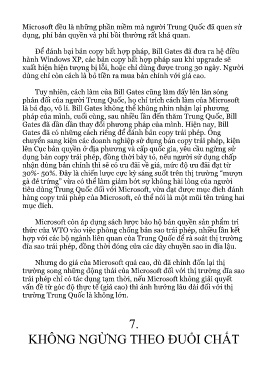 Microsoft đều là những phần mềm mà người Trung Quốc đã quen sử
dụng, phí bản quyền và phí bồi thường rất khá quan.
Để đánh bại bản copy bất hợp pháp, Bill Gates đã đưa ra hệ điều
hành Windows XP, các bản copy bất hợp pháp sau khi upgrade sẽ
xuất hiện hiện tượng bị lỗi, hoặc chỉ dùng được trong 30 ngày. Người
dùng chỉ còn cách là bỏ tiền ra mua bản chính với giá cao.
Tuy nhiên, cách làm của Bill Gates cũng làm dấy lên làn sóng
phản đối của người Trung Quốc, họ chỉ trích cách làm của Microsoft
là bá đạo, vô lí. Bill Gates không thể không nhìn nhận lại phương
pháp của mình, cuối cùng, sau nhiều lần đến thăm Trung Quốc, Bill
Gates đã dần dần thay đổi phương pháp của mình. Hiện nay, Bill
Gates đã có những cách riêng để đánh bản copy trái phép. Ông
chuyển sang kiện các doanh nghiệp sử dụng bản copy trái phép, kiện
lên Cục bản quyền ở địa phương và cấp quốc gia, yêu cầu ngừng sử
dụng bản copy trái phép, đồng thời bày tỏ, nếu người sử dụng chấp
nhận dùng bản chính thì sẽ có ưu đãi về giá, mức độ ưu đãi đạt từ
30%- 50%. Đây là chiến lược cực kỳ sáng suốt trên thị trường "mượn
gà đẻ trứng" vừa có thể làm giảm bớt sự không hài lòng của người
tiêu dùng Trung Quốc đối với Microsoft, vừa đạt được mục đích đánh
hàng copy trái phép của Microsoft, có thể nói là một mũi tên trúng hai
mục đích.
Microsoft còn áp dụng sách lược bảo hộ bản quyền sản phẩm trí
thức của WTO vào việc phòng chống bản sao trái phép, nhiều lần kết
hợp với các bộ ngành liên quan của Trung Quốc để rà soát thị trường
đĩa sao trái phép, đồng thời đóng cửa các dây chuyền sao in đĩa lậu.
Nhưng do giá của Microsoft quá cao, dù đã chỉnh đốn lại thị
trường song những động thái của Microsoft đối với thị trường đĩa sao
trái phép chỉ có tác dụng tạm thời, nếu Microsoft không giải quyết
vấn đề từ góc độ thực tế (giá cao) thì ảnh hưởng lâu dài đối với thị
trường Trung Quốc là không lớn.
7.
KHÔNG NGỪNG THEO ĐUỔI CHẤT